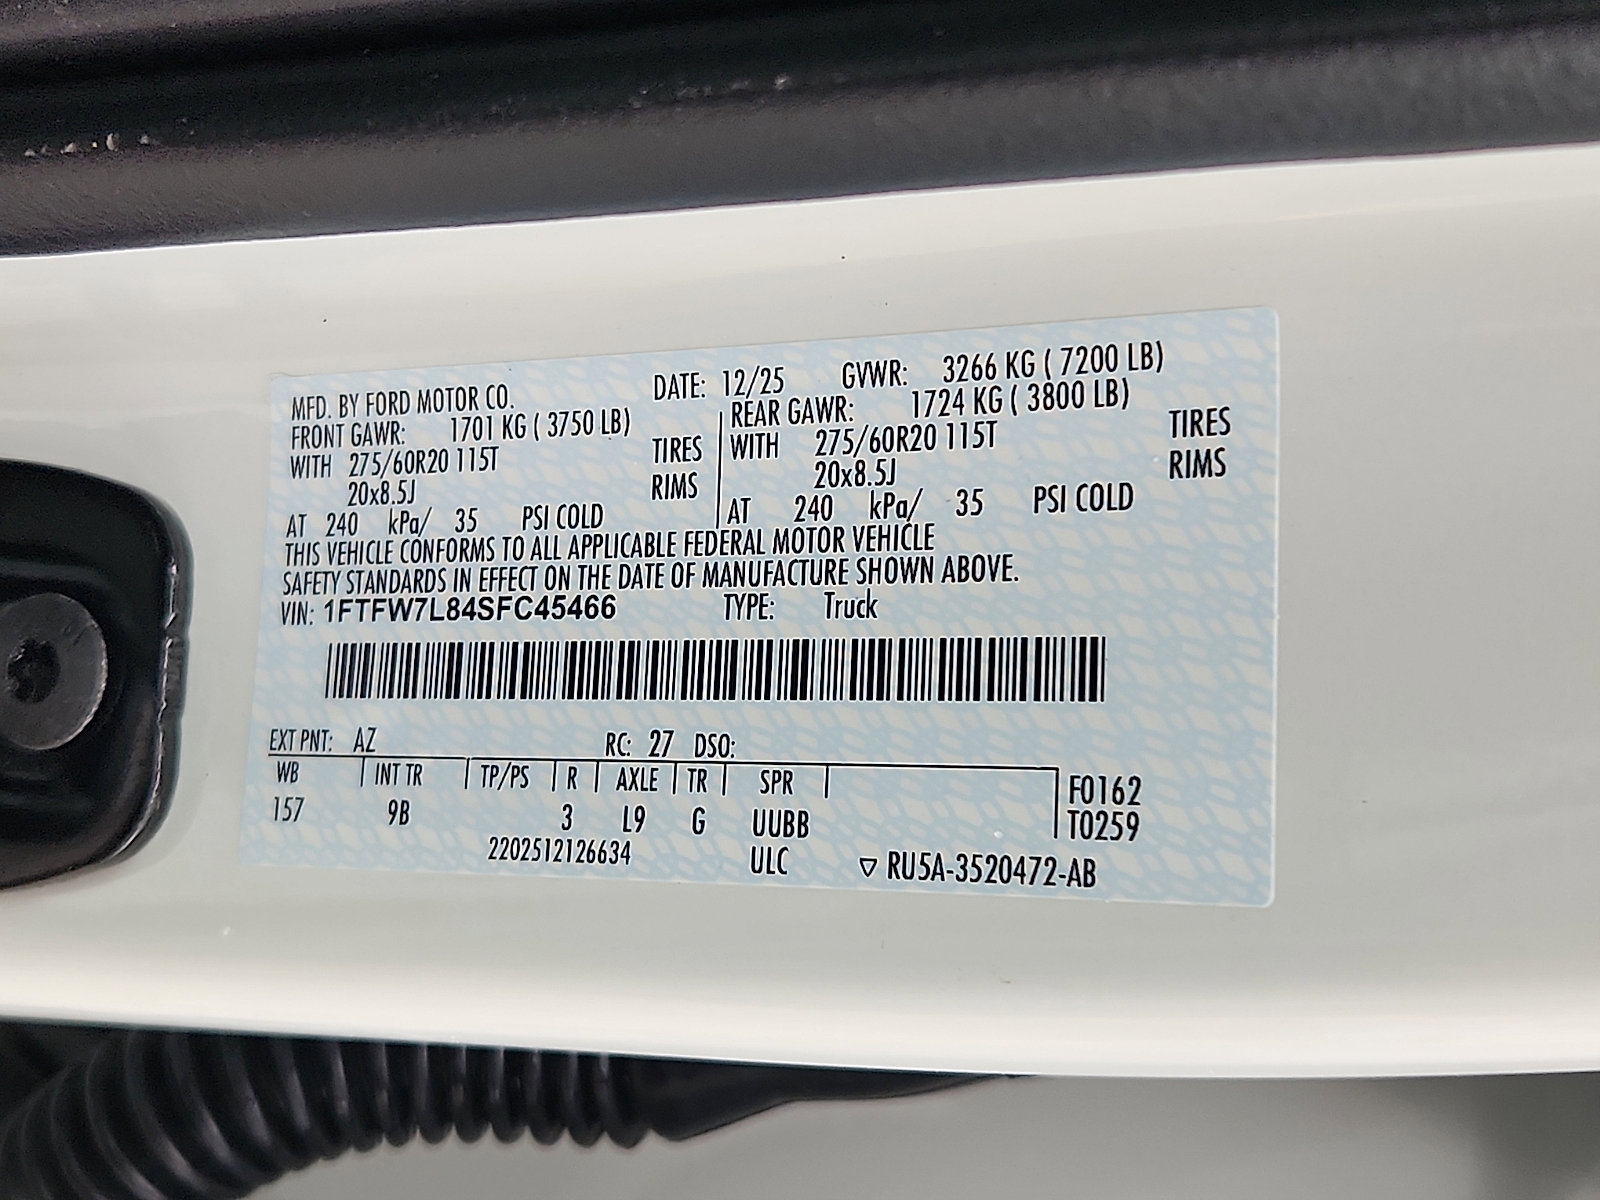 MFD. BY FORD MOTOR CO. DATE: 12/25 GVWR: 3266 KG ( 7200 LB)
FRONT GAWR: 1701 KG ( 3750 LB) REAR GAWR: 1724 KG ( 3800 LB)
WITH 275/60R20 115T TIRES WITH 275/60R20 115T TIRES
20x8.5J RIMS 20x8.5J RIMS
AT 240 kPa/ 35 PSI COLD AT 240 kPa/ 35 PSI COLD
THIS VEHICLE CONFORMS TO ALL APPLICABLE FEDERAL MOTOR VEHICLE
SAFETY STANDARDS IN EFFECT ON THE DATE OF MANUFACTURE SHOWN ABOVE.
VIN: 1FTFW7L84SFC45466 TYPE: Truck
EXT PNT: AZ RC: 27 DSO:
WB INT TR TP/PS R AXLE TR SPR F0162
157 9B 3 L9 G UUBB T0259
2202512126634 ULC ▽ RU5A-3520472-AB